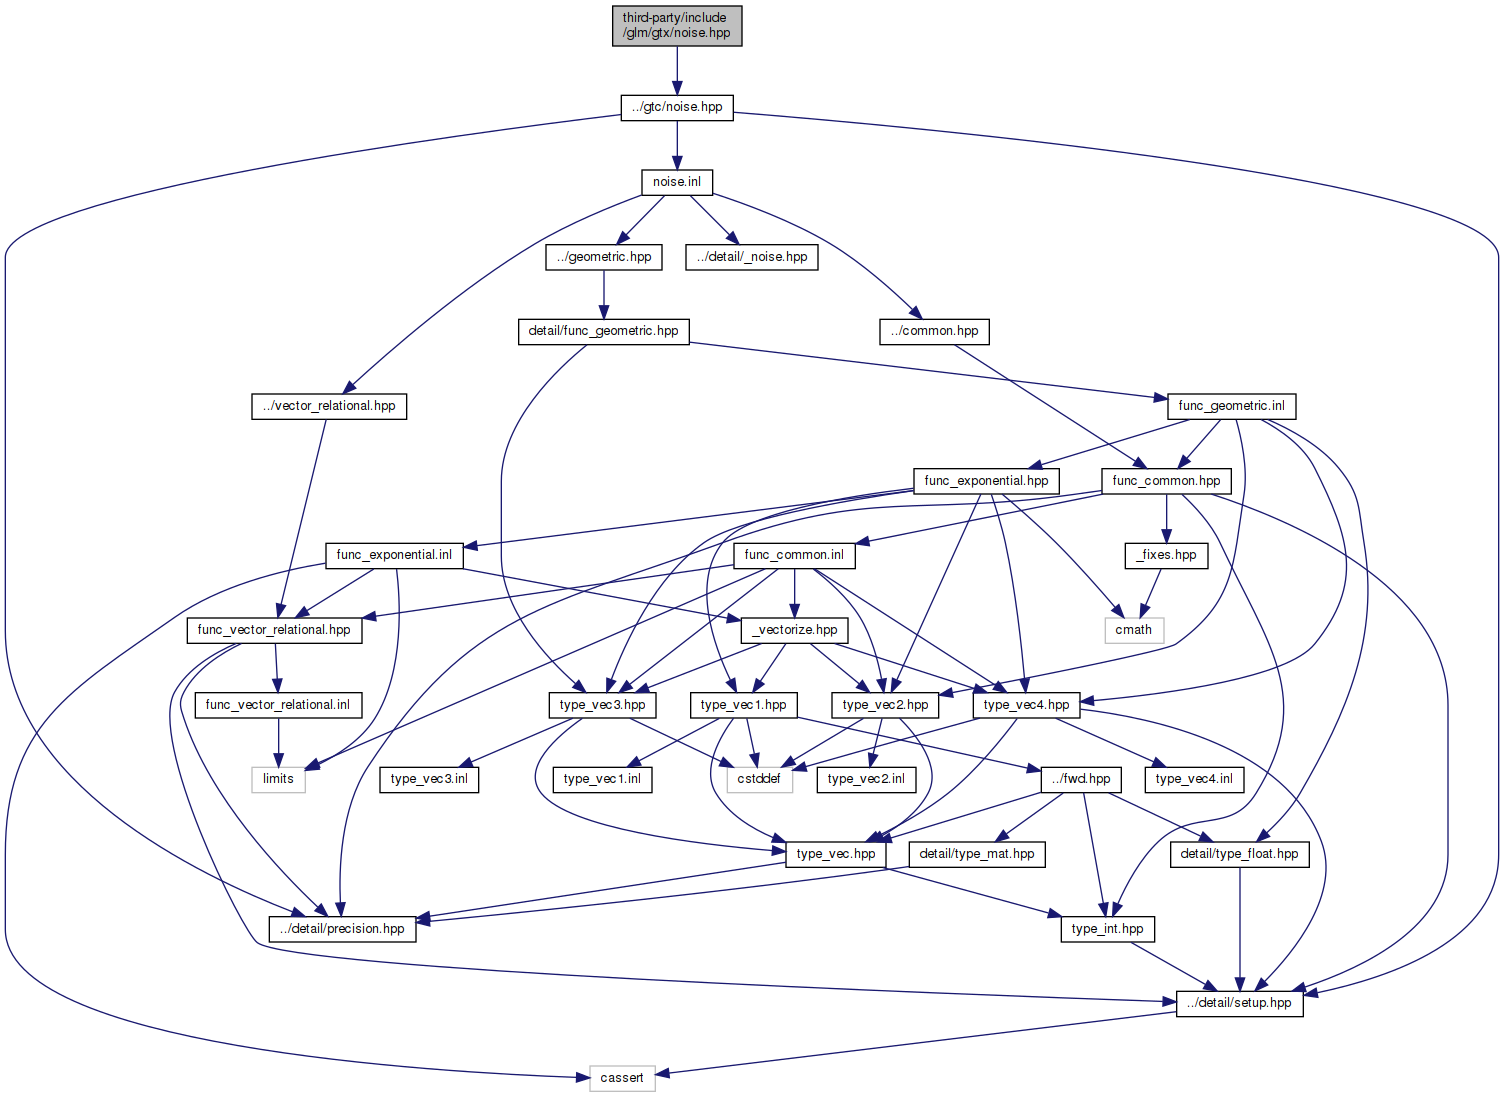 third-party/include
/glm/gtx/noise.hpp
../gtc/noise.hpp
noise.inl
../geometric.hpp
../detail/_noise.hpp
detail/func_geometric.hpp
../common.hpp
../vector_relational.hpp
func_geometric.inl
func_exponential.hpp
func_common.hpp
func_exponential.inl
func_common.inl
_fixes.hpp
func_vector_relational.hpp
_vectorize.hpp
cmath
func_vector_relational.inl
type_vec3.hpp
type_vec1.hpp
type_vec2.hpp
type_vec4.hpp
limits
type_vec3.inl
type_vec1.inl
cstddef
type_vec2.inl
../fwd.hpp
type_vec4.inl
type_vec.hpp
detail/type_mat.hpp
detail/type_float.hpp
../detail/precision.hpp
type_int.hpp
../detail/setup.hpp
cassert